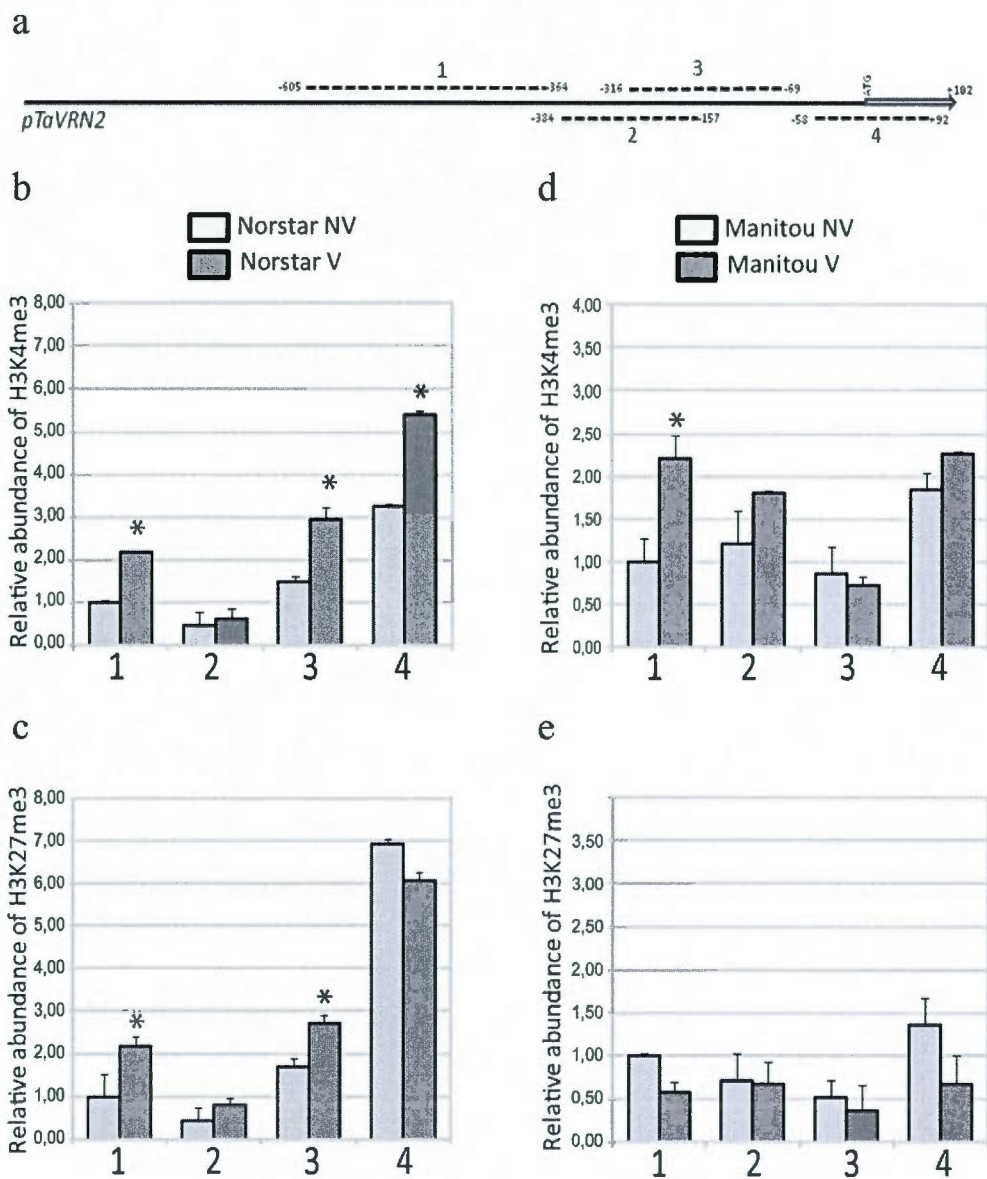 a
1
3
-605
-364
-316
-69
ATG
+102
pTaVRN2
-384
-157
-58
+92
2
4
b
Norstar NV
Norstar V
Relative abundance of H3K4me3
8,00
7,00
6,00
5,00
4,00
3,00
2,00
1,00
0,00
*
*
*
1 2 3 4
d
Manitou NV
Manitou V
Relative abundance of H3K4me3
4,00
3,50
3,00
2,50
2,00
1,50
1,00
0,50
0,00
*
1 2 3 4
c
Relative abundance of H3K27me3
8,00
7,00
6,00
5,00
4,00
3,00
2,00
1,00
0,00
*
*
1 2 3 4
e
Relative abundance of H3K27me3
3,50
3,00
2,50
2,00
1,50
1,00
0,50
0,00
1 2 3 4